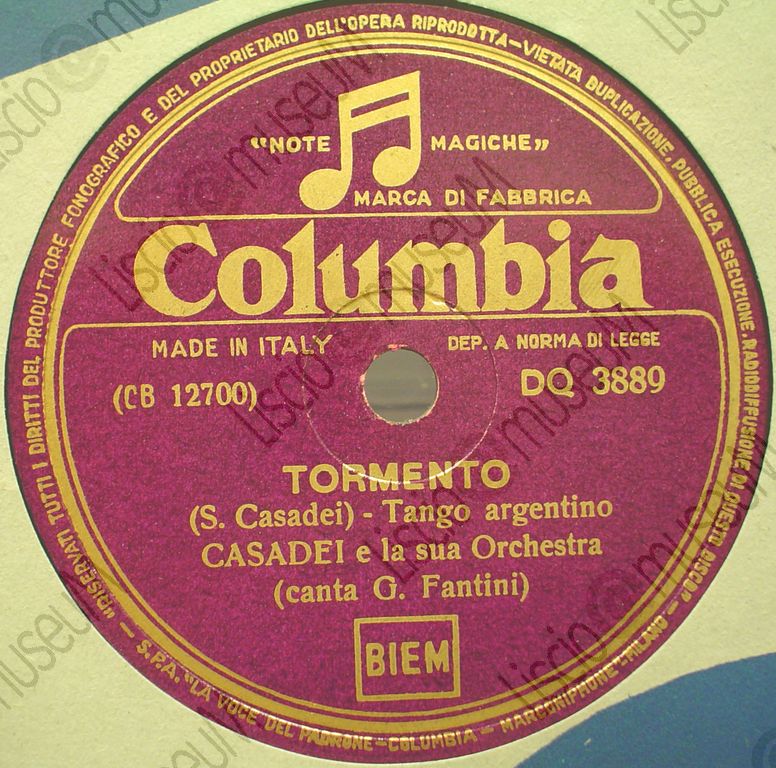 "RISERVATI TUTTI I DIRITTI DEL PRODUTTORE FONOGRAFICO E DEL PROPRIETARIO DELL'OPERA RIPRODOTTA-VIETATA DUPLICAZIONE, PUBBLICA ESECUZIONE, RADIODIFFUSIONE DI QUESTO DISCO"
"NOTE MAGICHE"
MARCA DI FABBRICA
Columbia
MADE IN ITALY
DEP. A NORMA DI LEGGE
(CB 12700)
DQ 3889
TORMENTO
(S. Casadei) - Tango argentino
CASADEI e la sua Orchestra
(canta G. Fantini)
BIEM
- S.P.A. "LA VOCE DEL PADRONE-COLUMBIA - MARCONIPHONE"-MILANO -
Liscio@museuM